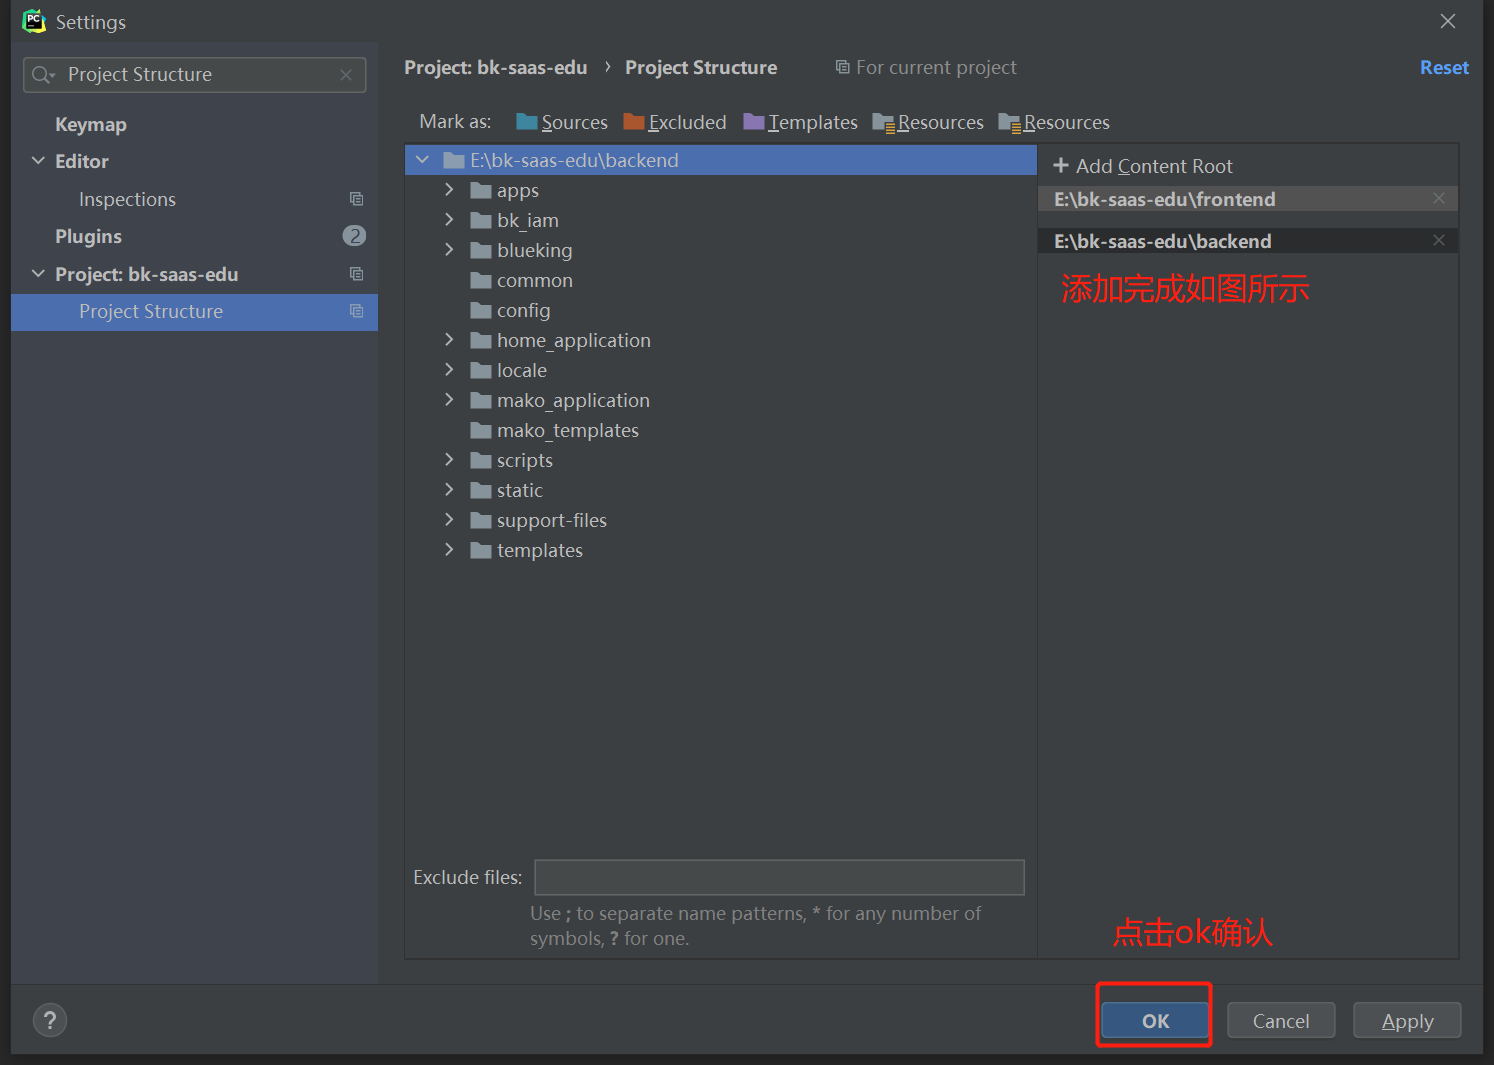 PC
Settings
Project Structure
Keymap
Editor
Inspections
Plugins 2
Project: bk-saas-edu
Project Structure
Project: bk-saas-edu › Project Structure For current project Reset
Mark as: Sources Excluded Templates Resources Resources
E:\bk-saas-edu\backend
apps
bk_iam
blueking
common
config
home_application
locale
mako_application
mako_templates
scripts
static
support-files
templates
Exclude files:
Use ; to separate name patterns, * for any number of
symbols, ? for one.
+ Add Content Root
E:\bk-saas-edu\frontend
E:\bk-saas-edu\backend
添加完成如图所示
点击ok确认
? OK Cancel Apply